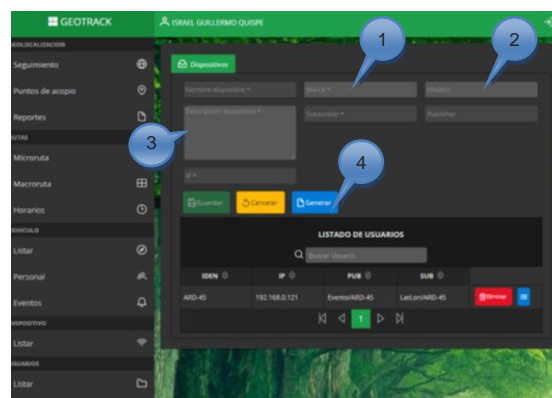 GEOTRACK
ISRAEL GUILLERMO QUISPE
1
2
GEOLOCALIZACION
Seguimiento
Dispositivos
Puntos de acopio
Nombre dispositivo *
Marca *
Modelo
Reportes
Descripcion dispositivo *
Subscriber *
Publisher
RUTAS
3
Microruta
4
Macroruta
IP *
Horarios
Guardar
Cancelar
Generar
VEHICULO
LISTADO DE USUARIOS
Listar
Buscar Usuario
Personal
IDEN
IP
PUB
SUB
Eventos
ARD-45
192.168.0.121
Evento/ARD-45
LatLon/ARD-45
Eliminar
1
DISPOSITIVO
Listar
USUARIOS
Listar